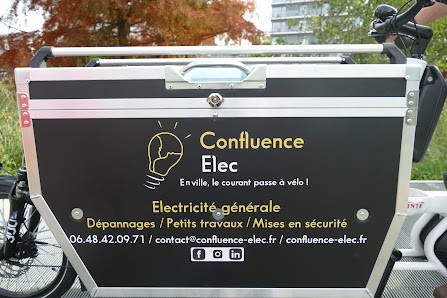 Confluence
Elec
En ville, le courant passe à vélo !
Electricité générale
Dépannages / Petits travaux / Mises en sécurité
06.48.42.09.71 / contact@confluence-elec.fr / confluence-elec.fr